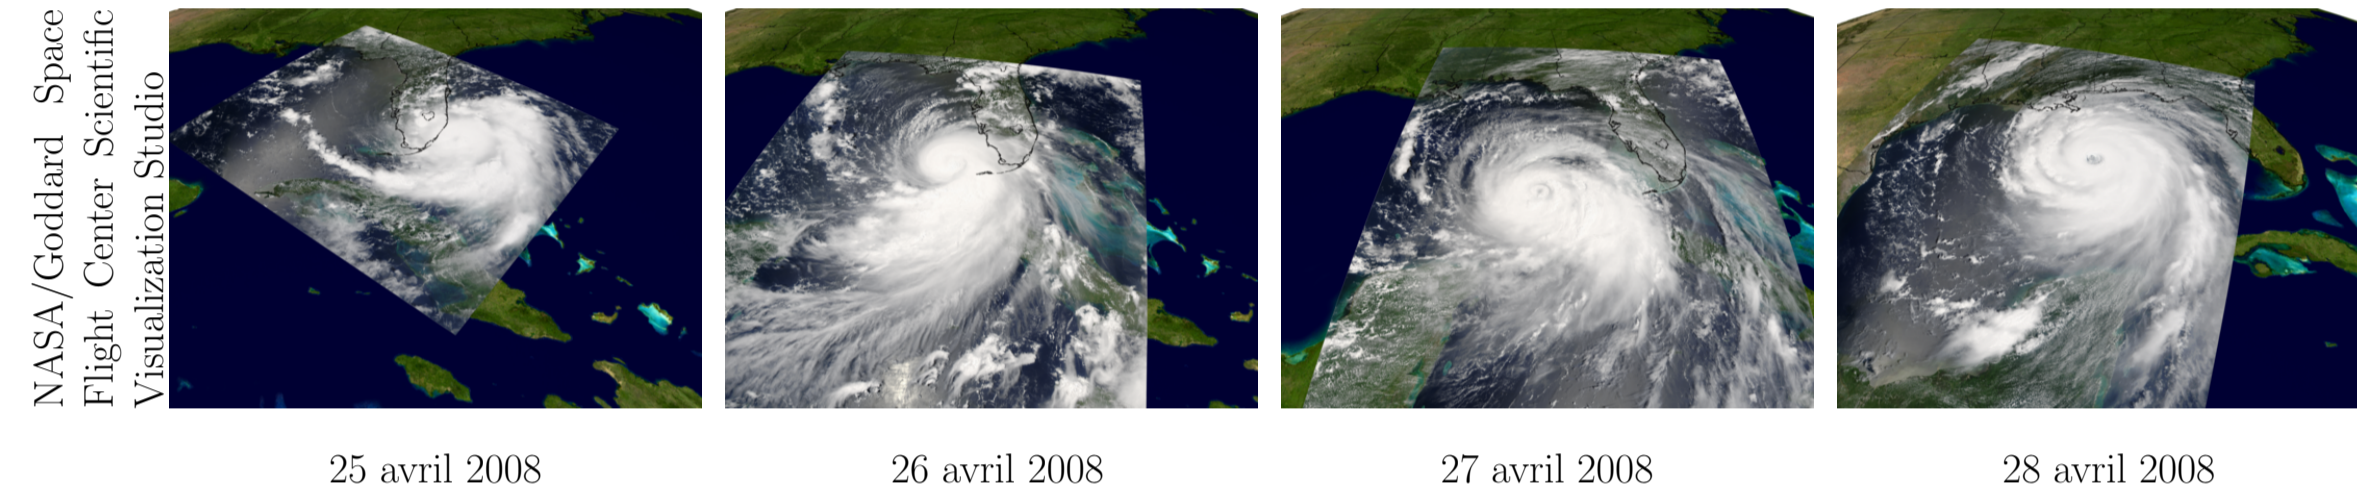 NASA/Goddard Space
Flight Center Scientific
Visualization Studio
25 avril 2008
26 avril 2008
27 avril 2008
28 avril 2008